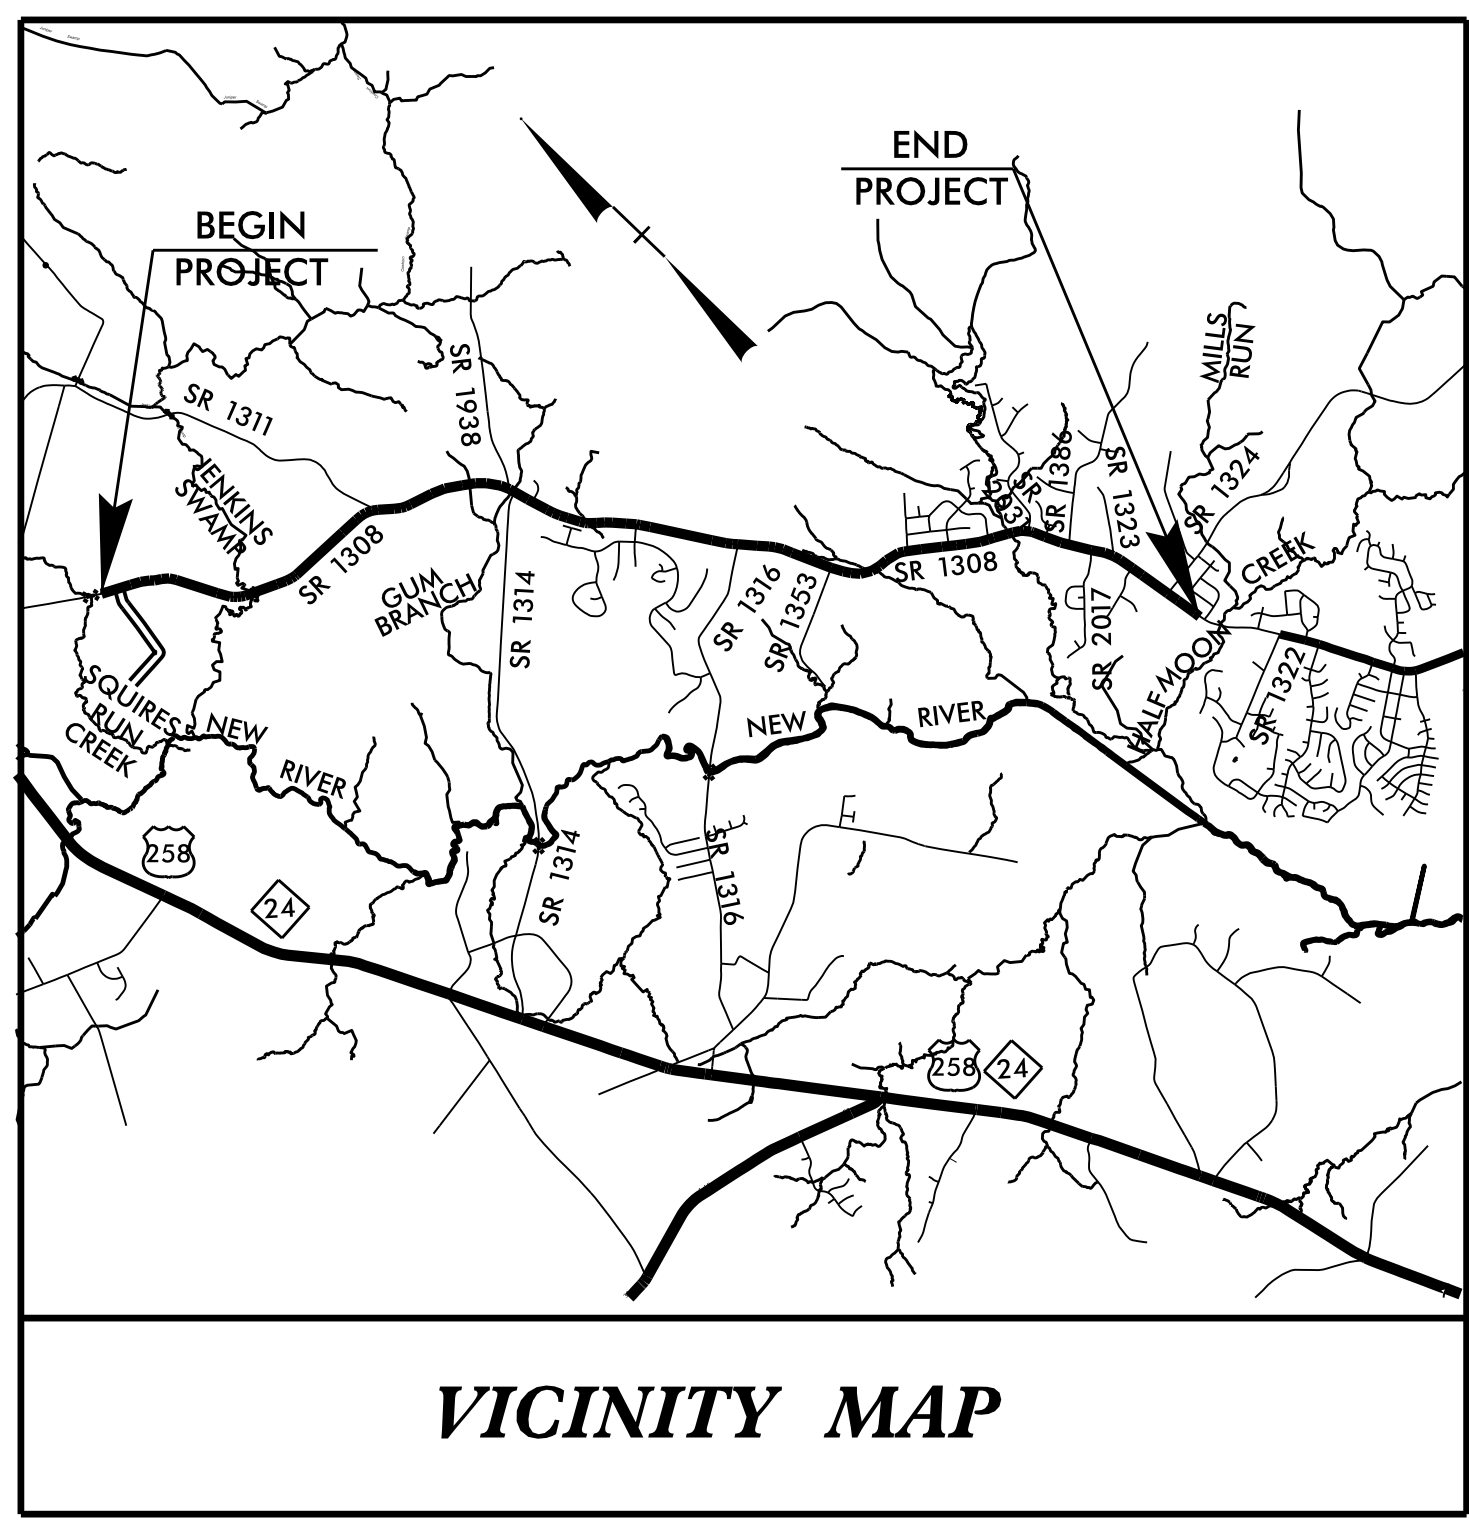 END
PROJECT
BEGIN
PROJECT
MILLS
RUN
SR 1938
SR 1311
SR 1386
SR 1323
SR 1324
JENKINS
SWAMP
SR
SR 1308
SR 1308
CREEK
GUM
BRANCH
SR 1314
SR 1316
SR 1353
SR 2017
HALF MOON
SR 1322
SQUIRES
RUN
CREEK
NEW
RIVER
NEW
RIVER
258
24
SR 1314
SR 1316
258
24
VICINITY MAP